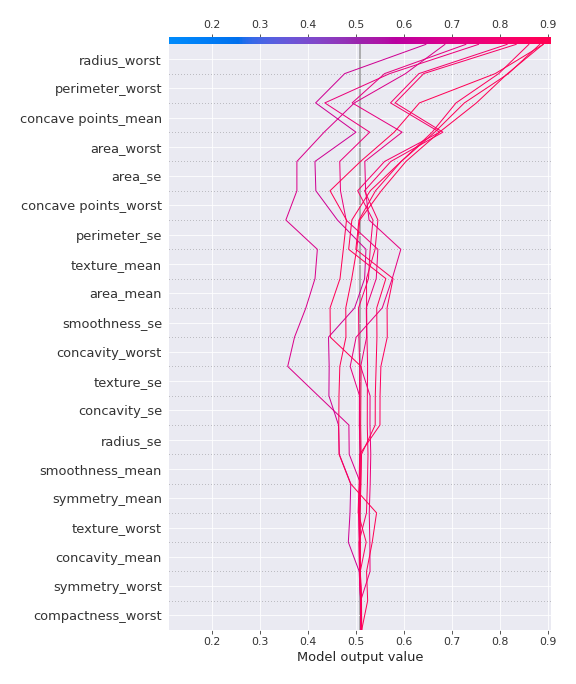 0.2 0.3 0.4 0.5 0.6 0.7 0.8 0.9
radius_worst
perimeter_worst
concave points_mean
area_worst
area_se
concave points_worst
perimeter_se
texture_mean
area_mean
smoothness_se
concavity_worst
texture_se
concavity_se
radius_se
smoothness_mean
symmetry_mean
texture_worst
concavity_mean
symmetry_worst
compactness_worst
0.2 0.3 0.4 0.5 0.6 0.7 0.8 0.9
Model output value